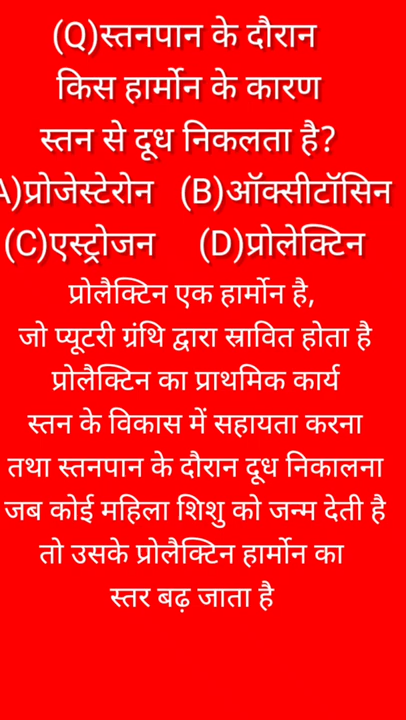 (Q)स्तनपान के दौरान
किस हार्मोन के कारण
स्तन से दूध निकलता है?
A)प्रोजेस्टेरोन (B)ऑक्सीटॉसिन
(C)एस्ट्रोजन (D)प्रोलेक्टिन
प्रोलैक्टिन एक हार्मोन है,
जो प्यूटरी ग्रंथि द्वारा स्रावित होता है
प्रोलैक्टिन का प्राथमिक कार्य
स्तन के विकास में सहायता करना
तथा स्तनपान के दौरान दूध निकालना
जब कोई महिला शिशु को जन्म देती है
तो उसके प्रोलैक्टिन हार्मोन का
स्तर बढ़ जाता है